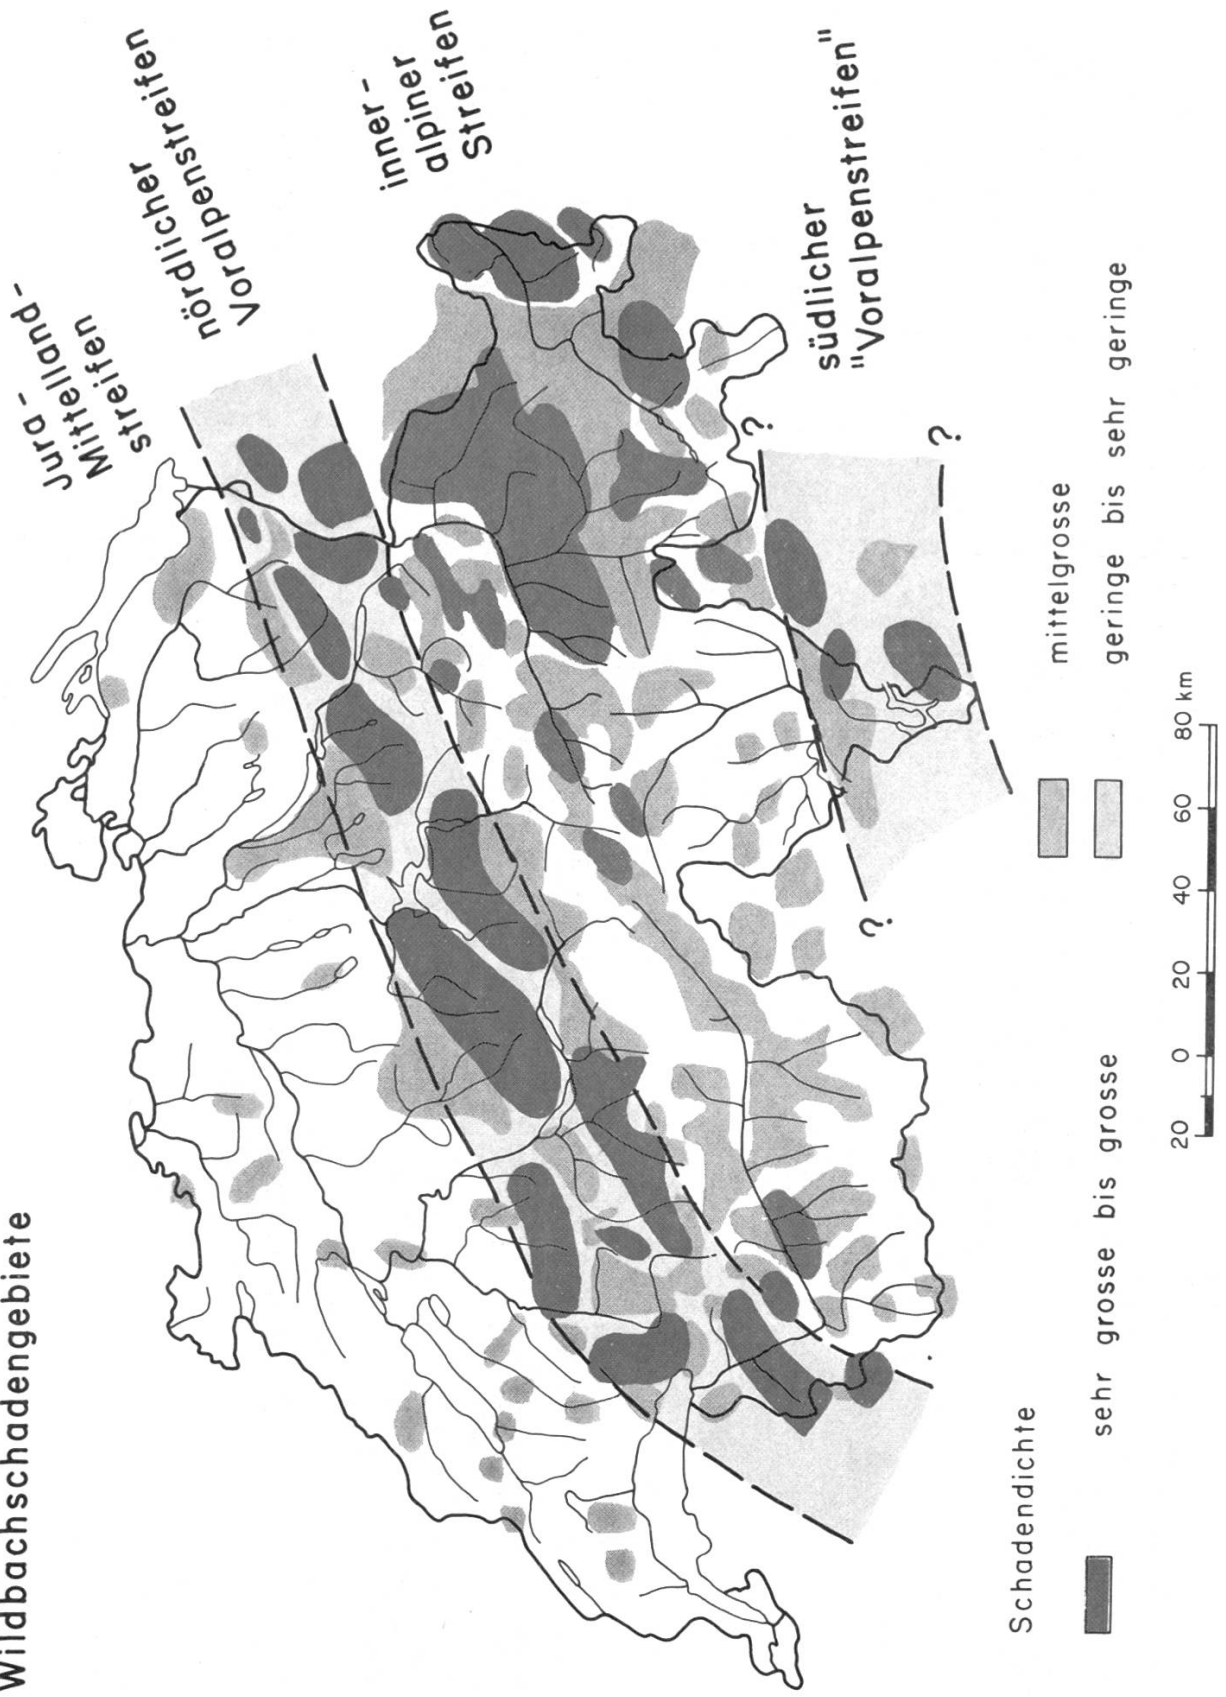 Wildbachschadengebiete
Jura-
Mittelland-
streifen
nördlicher
Voralpenstreifen
inner-
alpiner
Streifen
südlicher
"Voralpenstreifen"
?
?
?
Schadendichte
sehr grosse bis grosse
mittelgrosse
geringe bis sehr geringe
20 0 20 40 60 80 km